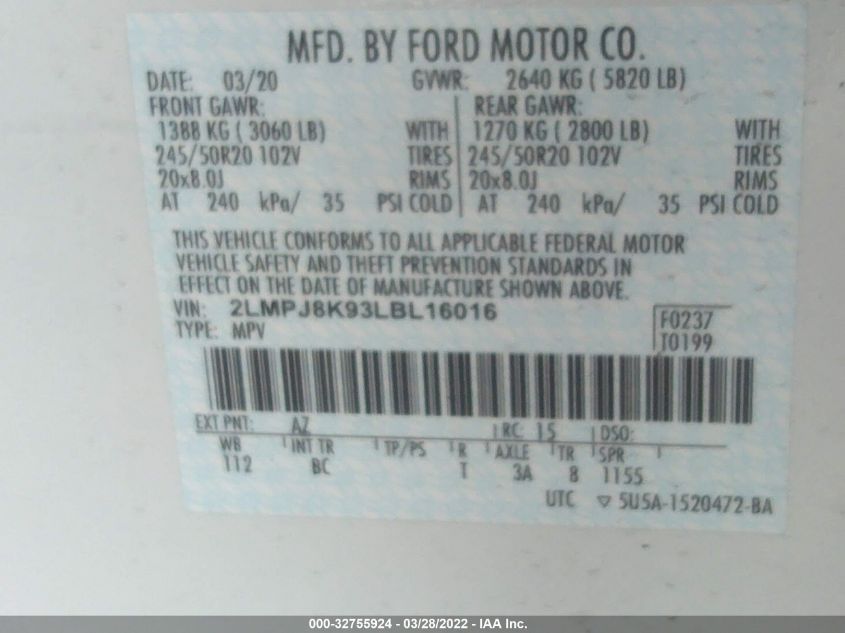 MFD. BY FORD MOTOR CO.
DATE: 03/20 GVWR: 2640 KG ( 5820 LB)
FRONT GAWR: REAR GAWR:
1388 KG ( 3060 LB) WITH 1270 KG ( 2800 LB) WITH
245/50R20 102V TIRES 245/50R20 102V TIRES
20x8.0J RIMS 20x8.0J RIMS
AT 240 kPa/ 35 PSI COLD AT 240 kPa/ 35 PSI COLD
THIS VEHICLE CONFORMS TO ALL APPLICABLE FEDERAL MOTOR
VEHICLE SAFETY AND THEFT PREVENTION STANDARDS IN
EFFECT ON THE DATE OF MANUFACTURE SHOWN ABOVE.
VIN: 2LMPJ8K93LBL16016
TYPE: MPV
F0237
T0199
EXT PNT: AZ RC: 15 DSO:
WB INT TR TP/PS R AXLE TR SPR
112 BC T 3A 8 1155
UTC ▽ 5U5A-1520472-BA
000-32755924 - 03/28/2022 - IAA Inc.